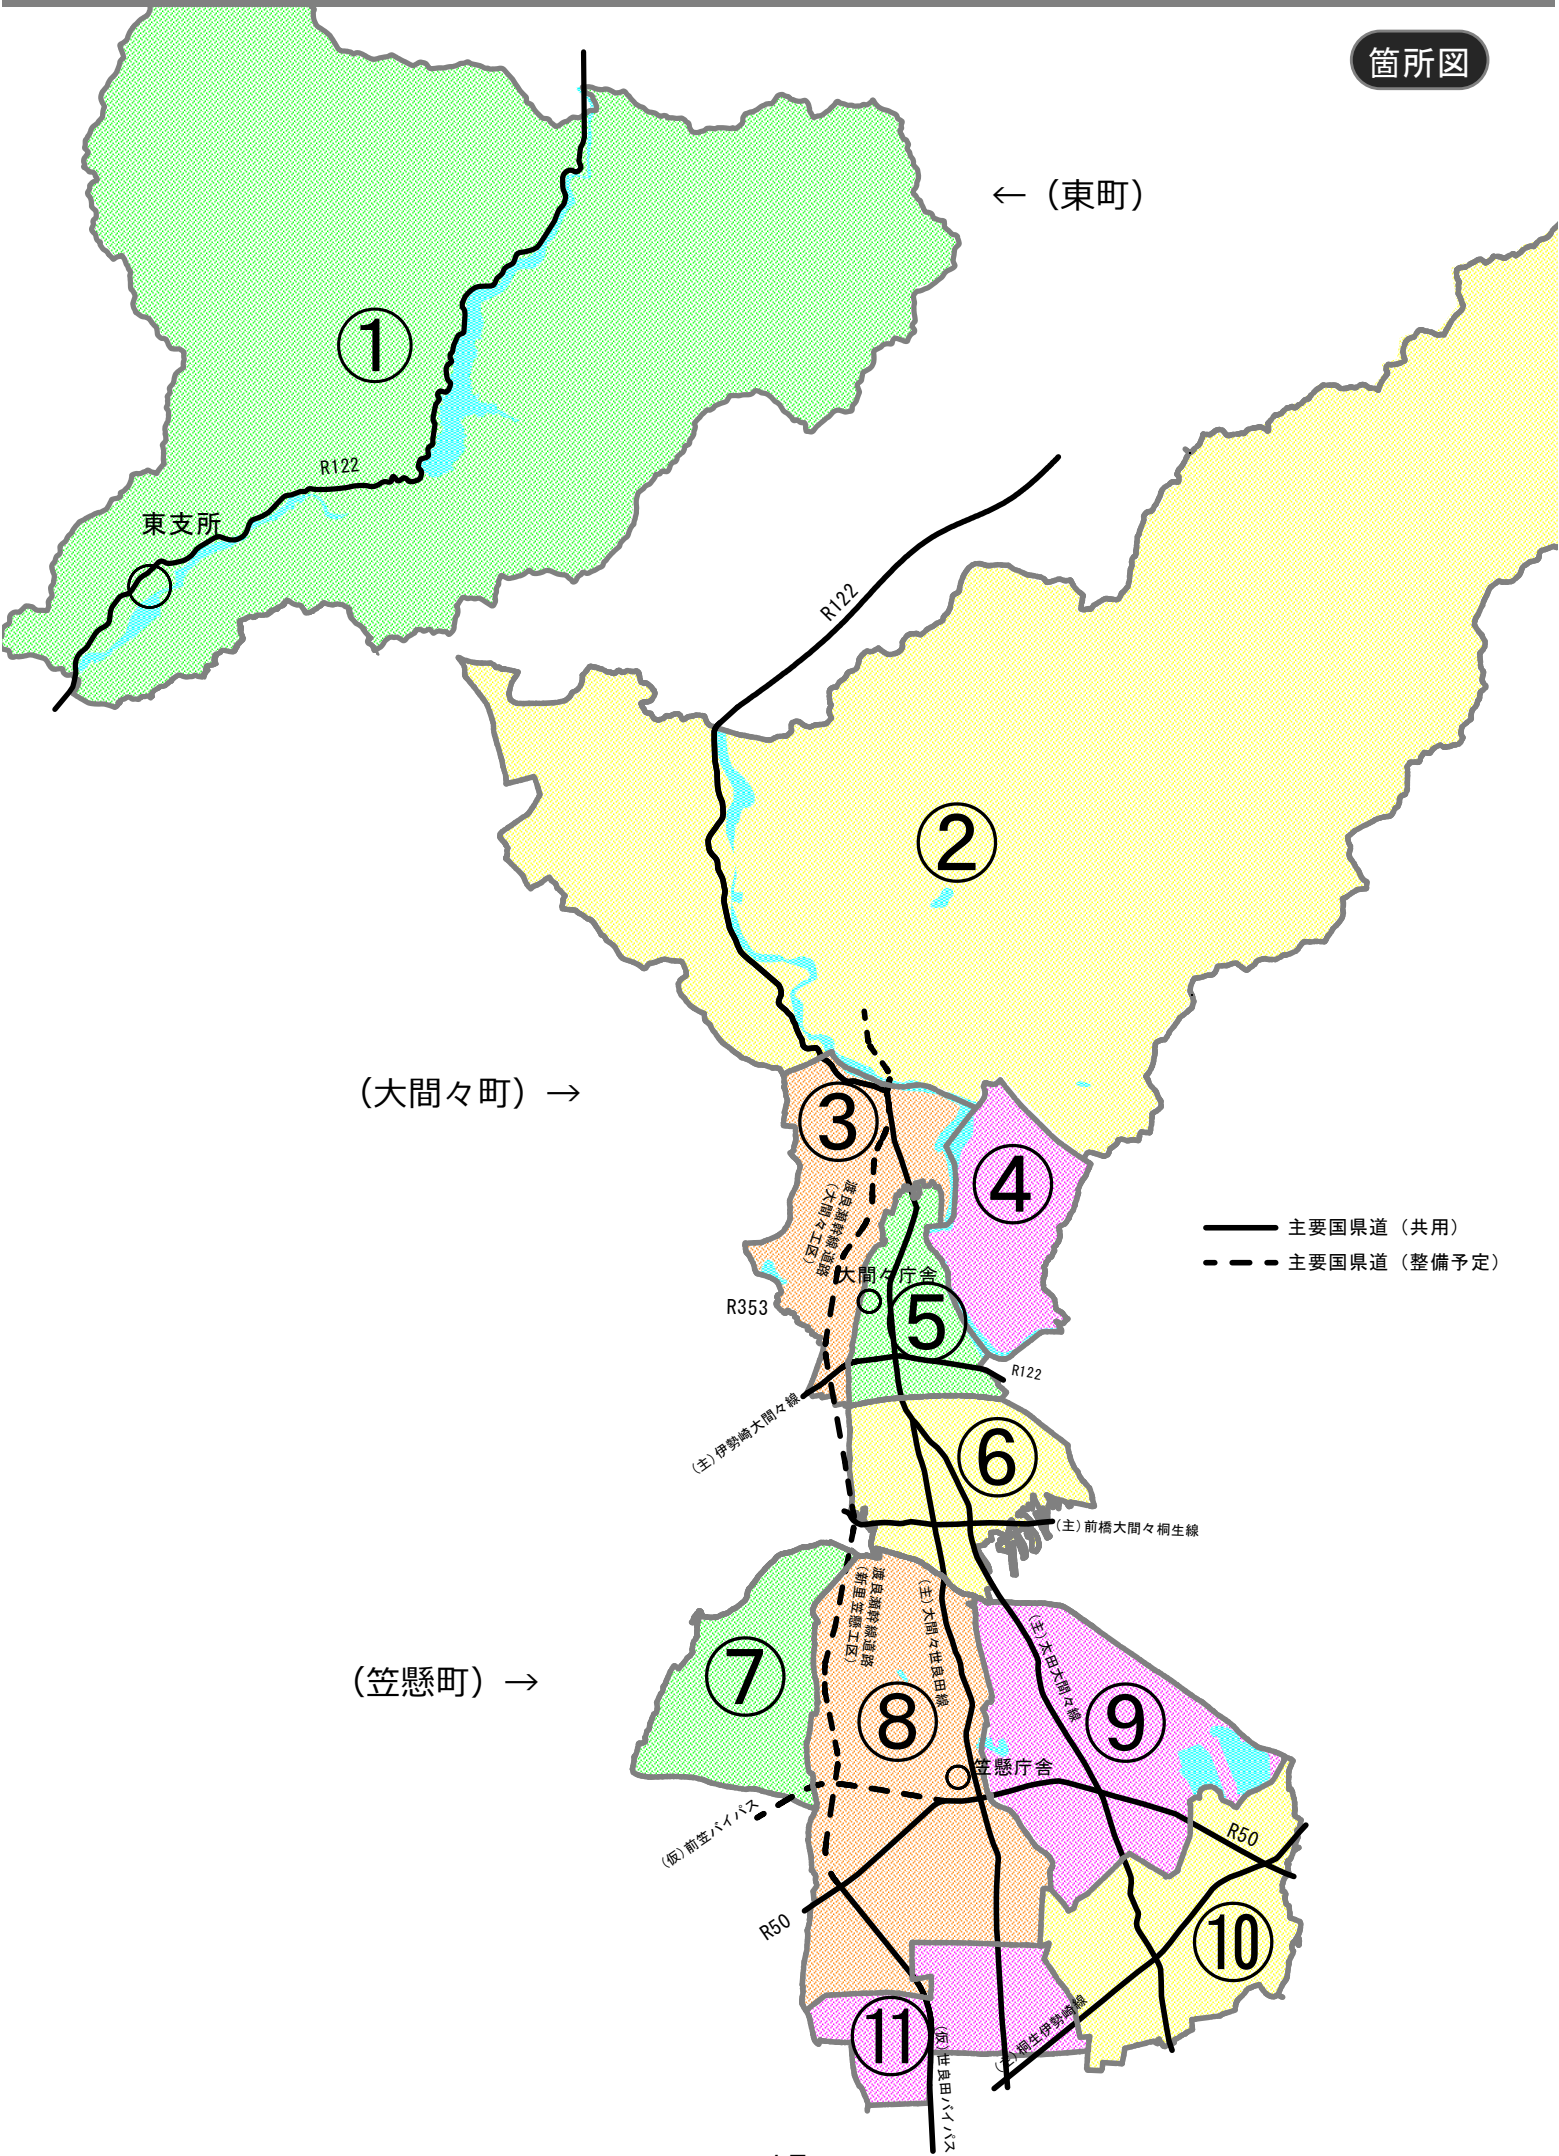 箇所図
←（東町）
①
R122
東支所
R122
②
（大間々町）→
③
④
渡良瀬幹線道路
（大間々工区）
主要国県道（共用）
主要国県道（整備予定）
大間々庁舎
R353
⑤
R122
(主)伊勢崎大間々線
⑥
(主)前橋大間々桐生線
渡良瀬幹線道路
（新里笠懸工区）
(主)大間々世良田線
(主)太田大間々線
（笠懸町）→
⑦
⑧
⑨
笠懸庁舎
(仮)前笠バイパス
R50
R50
⑩
⑪
(主)桐生伊勢崎線
(仮)世良田バイパス